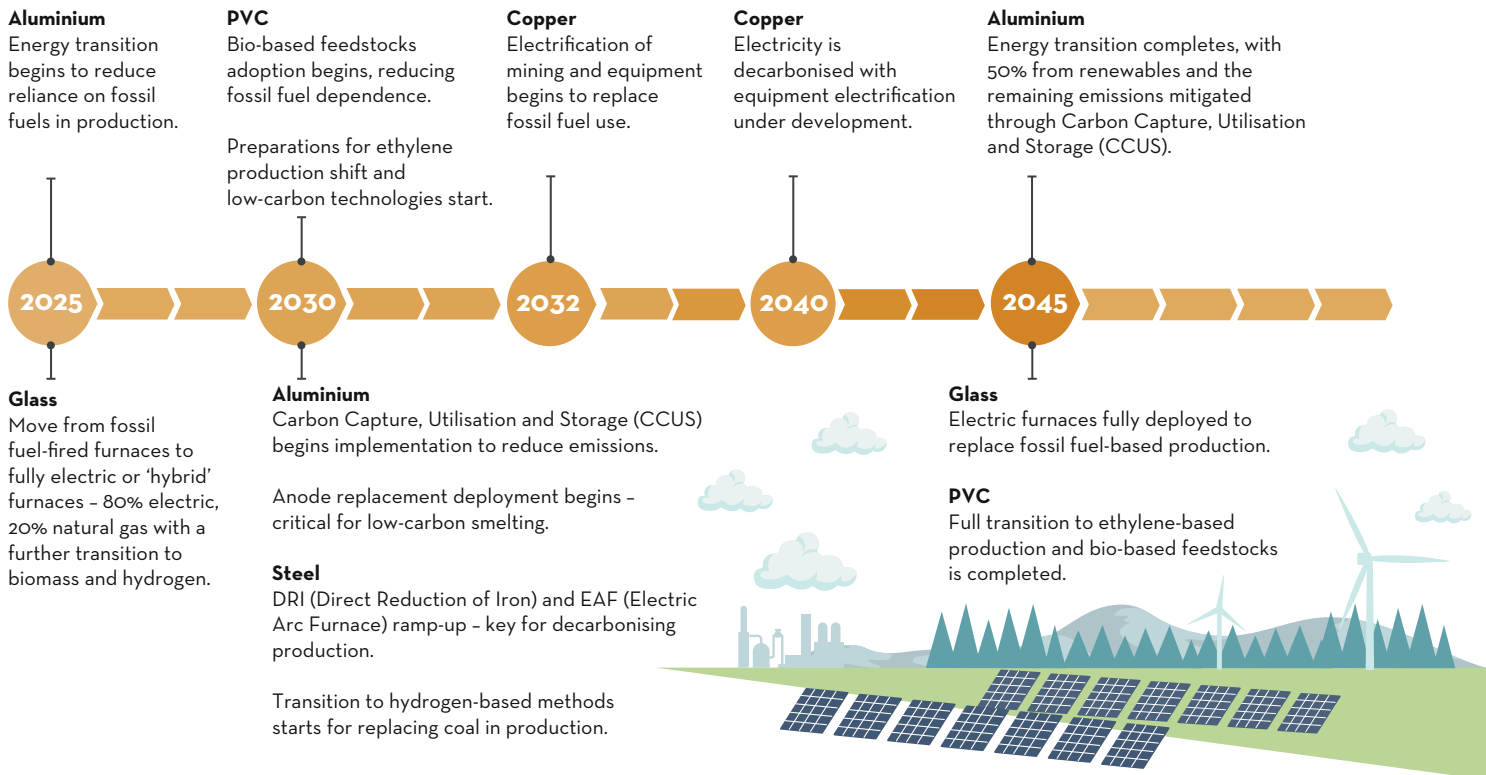 Aluminium
Energy transition
begins to reduce
reliance on fossil
fuels in production.
PVC
Bio-based feedstocks
adoption begins, reducing
fossil fuel dependence.
Preparations for ethylene
production shift and
low-carbon technologies start.
Copper
Electrification of
mining and equipment
begins to replace
fossil fuel use.
Copper
Electricity is
decarbonised with
equipment electrification
under development.
Aluminium
Energy transition completes, with
50% from renewables and the
remaining emissions mitigated
through Carbon Capture, Utilisation
and Storage (CCUS).
2025
2030
2032
2040
2045
Glass
Move from fossil
fuel-fired furnaces to
fully electric or ‘hybrid’
furnaces – 80% electric,
20% natural gas with a
further transition to
biomass and hydrogen.
Aluminium
Carbon Capture, Utilisation and Storage (CCUS)
begins implementation to reduce emissions.
Anode replacement deployment begins –
critical for low-carbon smelting.
Steel
DRI (Direct Reduction of Iron) and EAF (Electric
Arc Furnace) ramp-up – key for decarbonising
production.
Transition to hydrogen-based methods
starts for replacing coal in production.
Glass
Electric furnaces fully deployed to
replace fossil fuel-based production.
PVC
Full transition to ethylene-based
production and bio-based feedstocks
is completed.